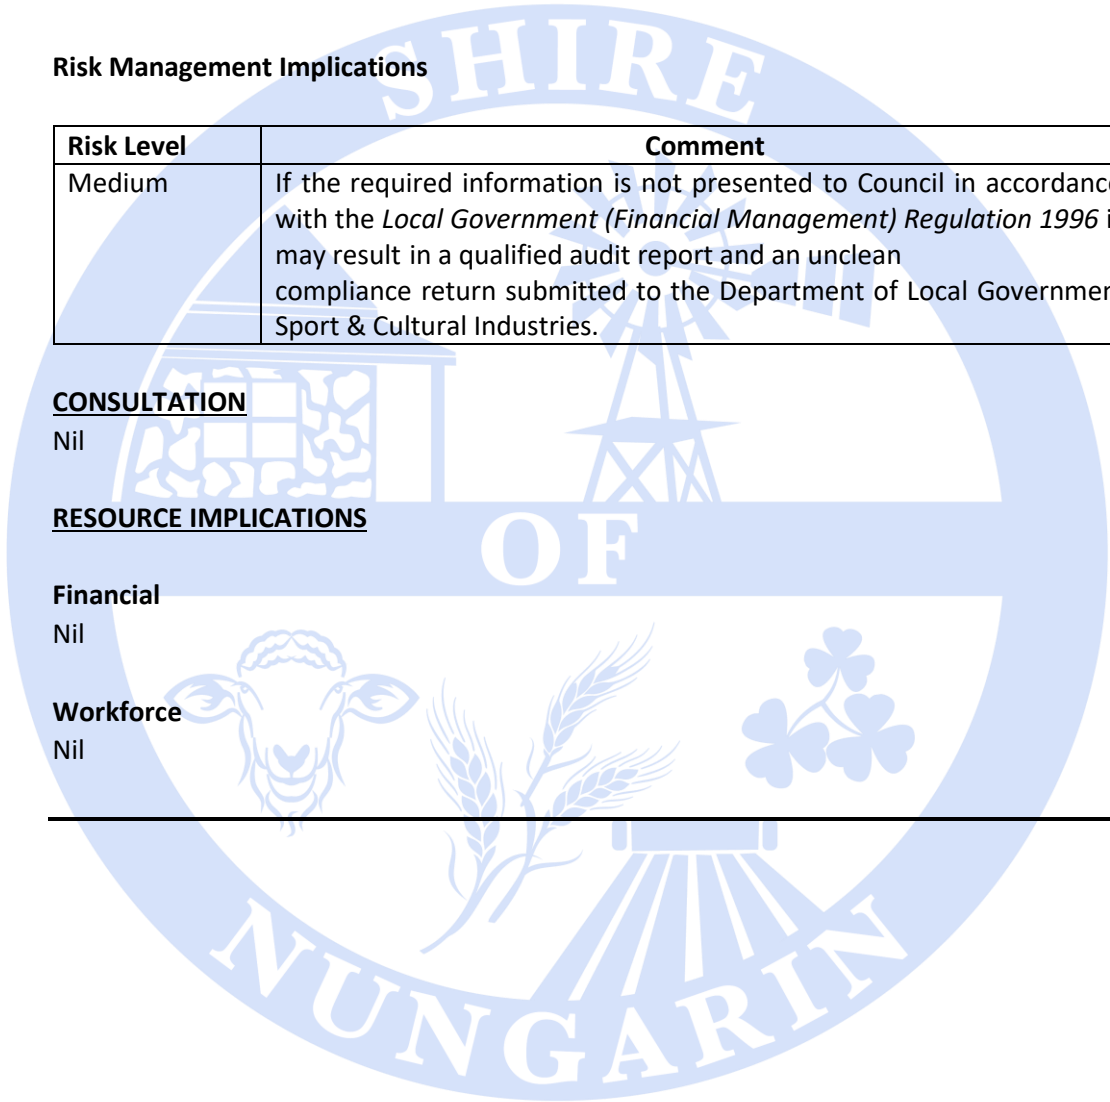 SHIRE
Risk Management Implications
Risk Level Comment
Medium If the required information is not presented to Council in accordance
with the Local Government (Financial Management) Regulation 1996
may result in a qualified audit report and an unclean
compliance return submitted to the Department of Local
Sport & Cultural Industries.
CONSULTATION
Nil
RESOURCE IMPLICATIONS
OF
Financial
Nil
Workforce
Nil
NUNGARIN